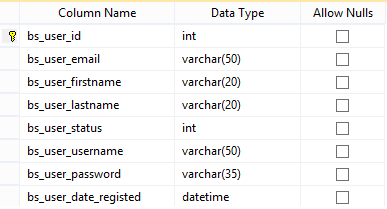 Column Name Data Type Allow Nulls
bs_user_id int
bs_user_email varchar(50)
bs_user_firstname varchar(20)
bs_user_lastname varchar(20)
bs_user_status int
bs_user_username varchar(50)
bs_user_password varchar(35)
bs_user_date_registed datetime